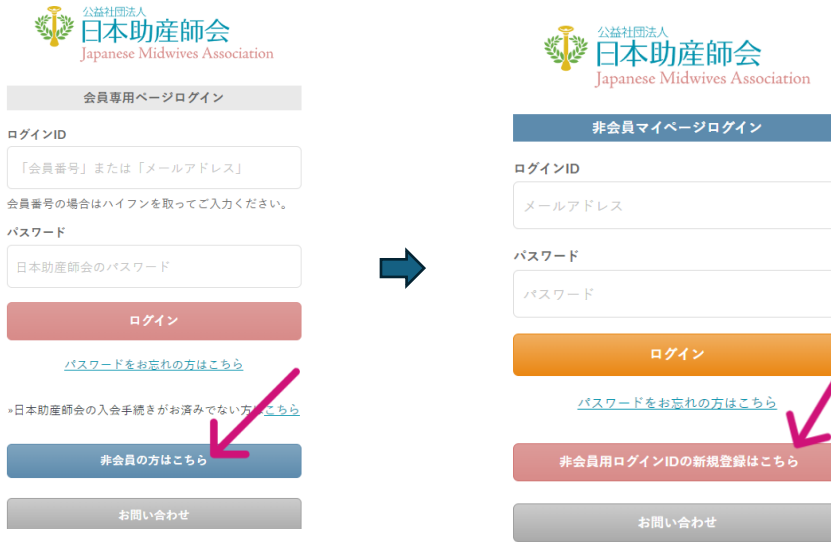 公益社団法人
日本助産師会
Japanese Midwives Association
会員専用ページログイン
ログインID
「会員番号」または「メールアドレス」
会員番号の場合はハイフンを取ってご入力ください。
パスワード
日本助産師会のパスワード
ログイン
パスワードをお忘れの方はこちら
»日本助産師会の入会手続きがお済みでない方はこちら
非会員の方はこちら
お問い合わせ
公益社団法人
日本助産師会
Japanese Midwives Association
非会員マイページログイン
ログインID
メールアドレス
パスワード
パスワード
ログイン
パスワードをお忘れの方はこちら
非会員用ログインIDの新規登録はこちら
お問い合わせ